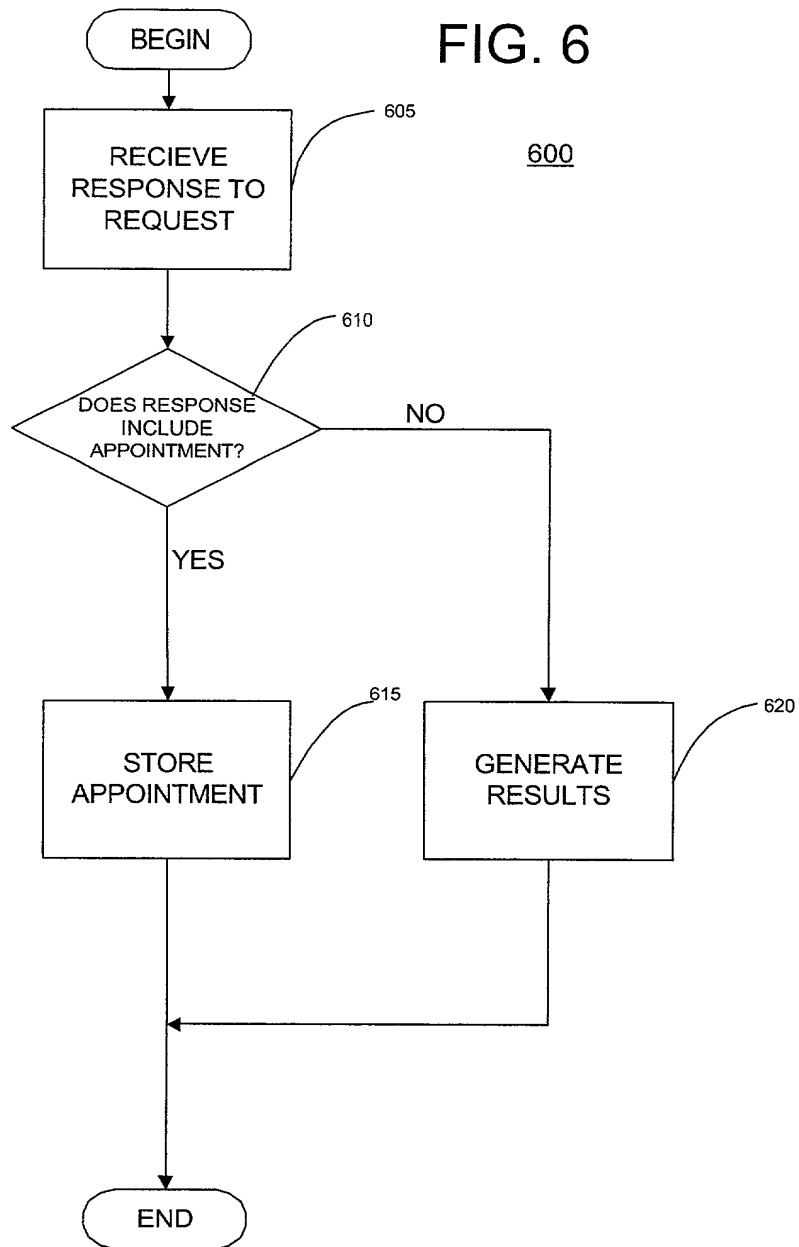 BEGIN
FIG. 6
605
RECIEVE
RESPONSE TO
REQUEST
600
610
DOES RESPONSE
INCLUDE
APPOINTMENT?
NO
YES
615
STORE
APPOINTMENT
620
GENERATE
RESULTS
END